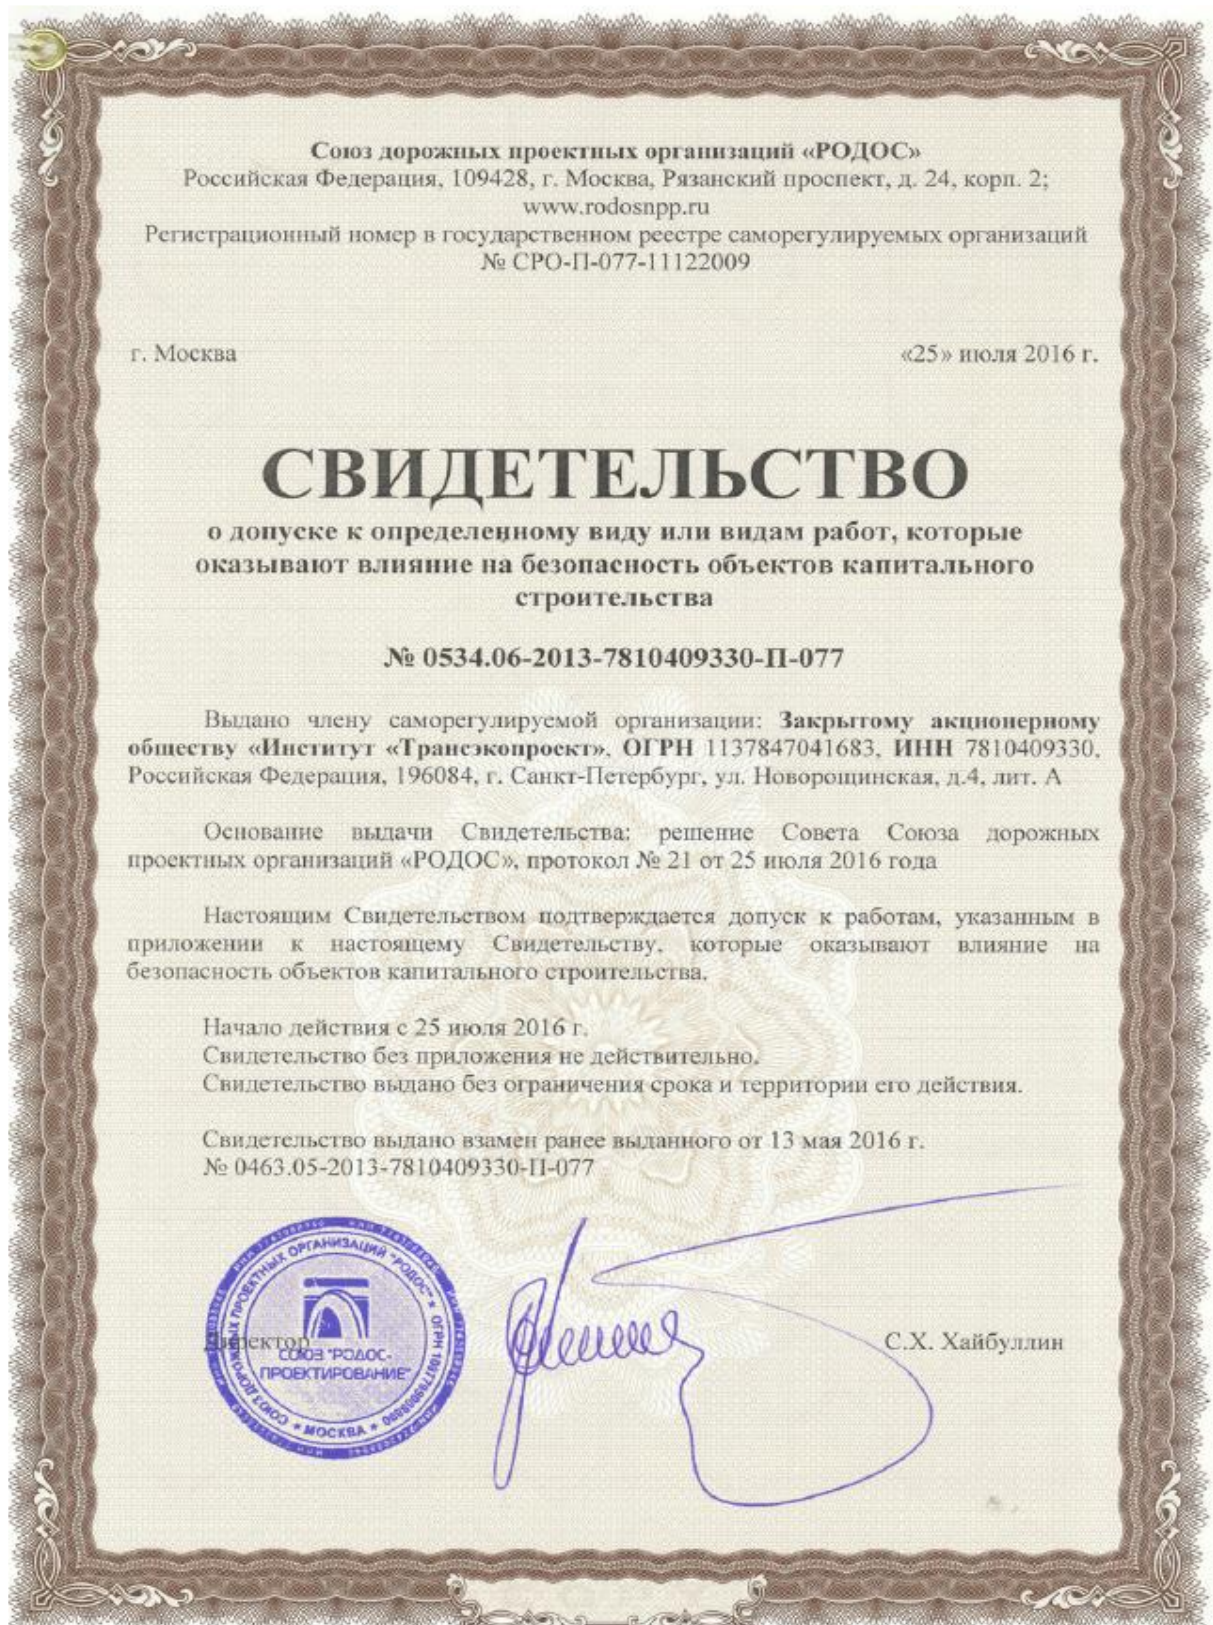 Союз дорожных проектных организаций «РОДОС»
Российская Федерация, 109428, г. Москва, Рязанский проспект, д. 24, корп. 2;
www.rodosnpp.ru
Регистрационный номер в государственном реестре саморегулируемых организаций
№ СРО-П-077-11122009
г. Москва «25» июля 2016 г.
СВИДЕТЕЛЬСТВО
о допуске к определенному виду или видам работ, которые
оказывают влияние на безопасность объектов капитального
строительства
№ 0534.06-2013-7810409330-П-077
Выдано члену саморегулируемой организации: Закрытому акционерному
обществу «Институт «Трансэкопроект», ОГРН 1137847041683, ИНН 7810409330,
Российская Федерация, 196084, г. Санкт-Петербург, ул. Новорощинская, д.4, лит. А
Основание выдачи Свидетельства: решение Совета Союза дорожных
проектных организаций «РОДОС», протокол № 21 от 25 июля 2016 года
Настоящим Свидетельством подтверждается допуск к работам, указанным в
приложении к настоящему Свидетельству, которые оказывают влияние на
безопасность объектов капитального строительства.
Начало действия с 25 июля 2016 г.
Свидетельство без приложения не действительно.
Свидетельство выдано без ограничения срока и территории его действия.
Свидетельство выдано взамен ранее выданного от 13 мая 2016 г.
№ 0463.05-2013-7810409330-П-077
Директор С.Х. Хайбуллин
СОЮЗ ДОРОЖНЫХ ПРОЕКТНЫХ ОРГАНИЗАЦИЙ "РОДОС" * ОГРН
* МОСКВА *
СОЮЗ "РОДОС-
ПРОЕКТИРОВАНИЕ"